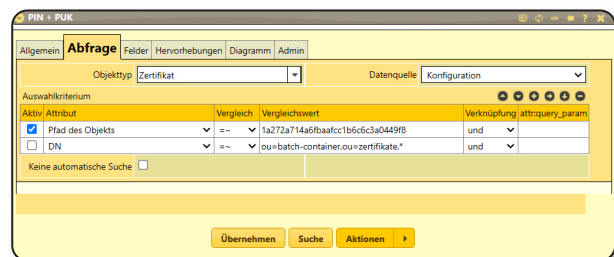 PIN + PUK
Allgemein Abfrage Felder Hervorhebungen Diagramm Admin
Objekttyp Zertifikat Datenquelle Konfiguration
Auswahlkriterium
Aktiv Attribut Vergleich Vergleichswert Verknüpfung attr:query_param
Pfad des Objekts =~ 1a272a714a6fbaafcc1b6c6c3a0449f8 und
DN =~ ou=batch-container.ou=zertifikate.* und
Keine automatische Suche
Übernehmen Suche Aktionen